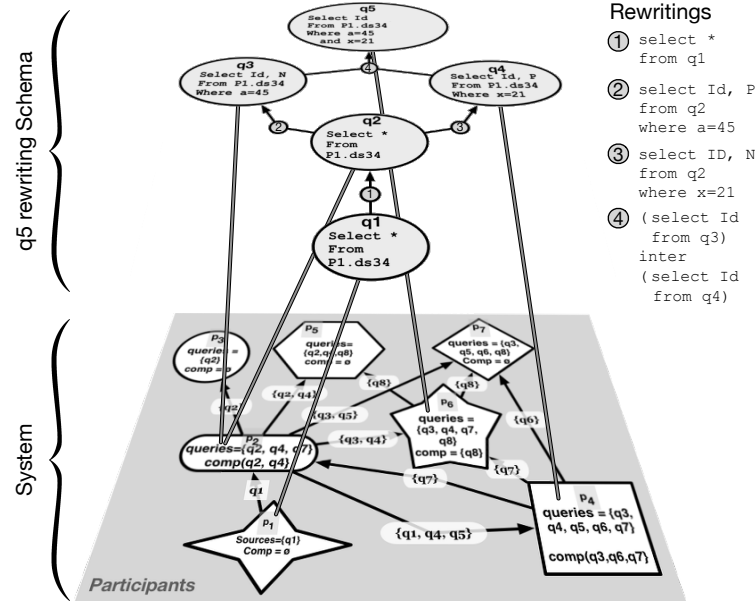 q5
Select Id
From P1.ds34
Where a=45
and x=21
q3
Select Id, N
From P1.ds34
Where a=45
4
q4
Select Id, P
From P1.ds34
Where x=21
2
3
q2
Select *
From
P1.ds34
1
q1
Select *
From
P1.ds34
q5 rewriting Schema
Rewritings
1 select *
from q1
2 select Id, P
from q2
where a=45
3 select ID, N
from q2
where x=21
4 (select Id
from q3)
inter
(select Id
from q4)
System
P3
queries =
{q2}
comp = ø
P5
queries=
{q2,q4,q8}
comp = ø
P7
queries = {q3,
q5, q6, q8}
Comp = ø
{q8}
{q8}
{q2}
{q2, q4}
{q3, q5}
P6
queries =
{q3, q4, q7,
q8}
comp = {q8}
{q6}
P2
queries={q2, q4, q7}
comp(q2, q4)
{q3, q4}
{q7}
{q7}
q1
P4
queries = {q3,
q4, q5, q6, q7}
comp(q3,q6,q7)
P1
Sources={q1}
Comp = ø
{q1, q4, q5}
Participants